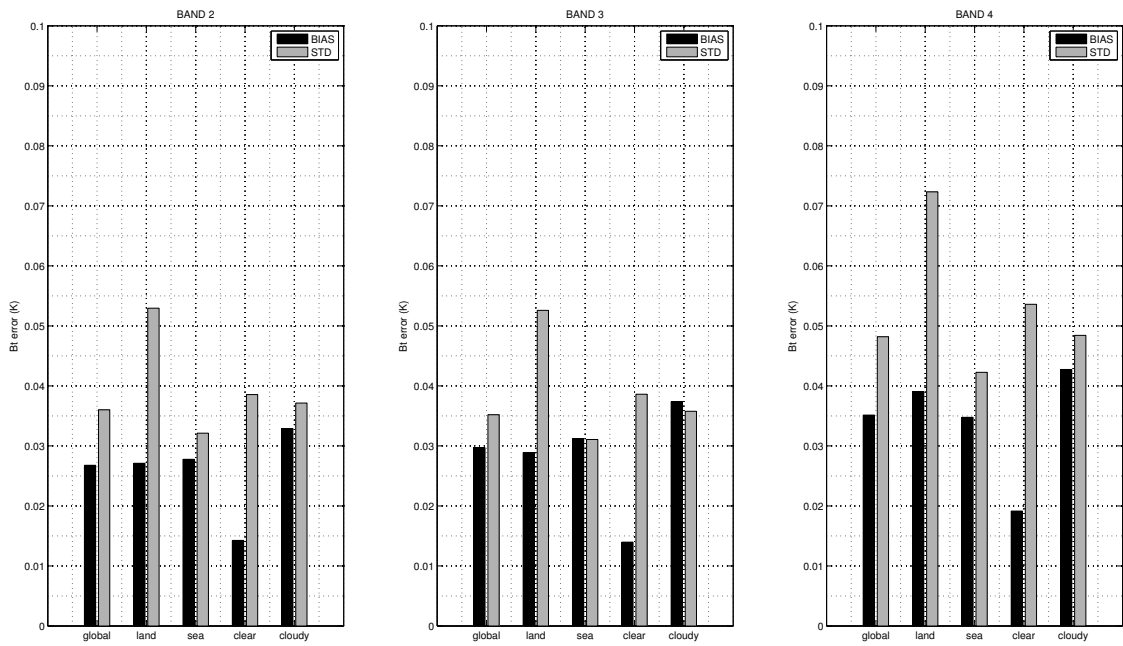 BAND 2
0.1
0.09
0.08
0.07
0.06
0.05
0.04
0.03
0.02
0.01
0
Bt error (K)
BIAS
STD
global land sea clear cloudy
BAND 3
0.1
0.09
0.08
0.07
0.06
0.05
0.04
0.03
0.02
0.01
0
Bt error (K)
BIAS
STD
global land sea clear cloudy
BAND 4
0.1
0.09
0.08
0.07
0.06
0.05
0.04
0.03
0.02
0.01
0
Bt error (K)
BIAS
STD
global land sea clear cloudy